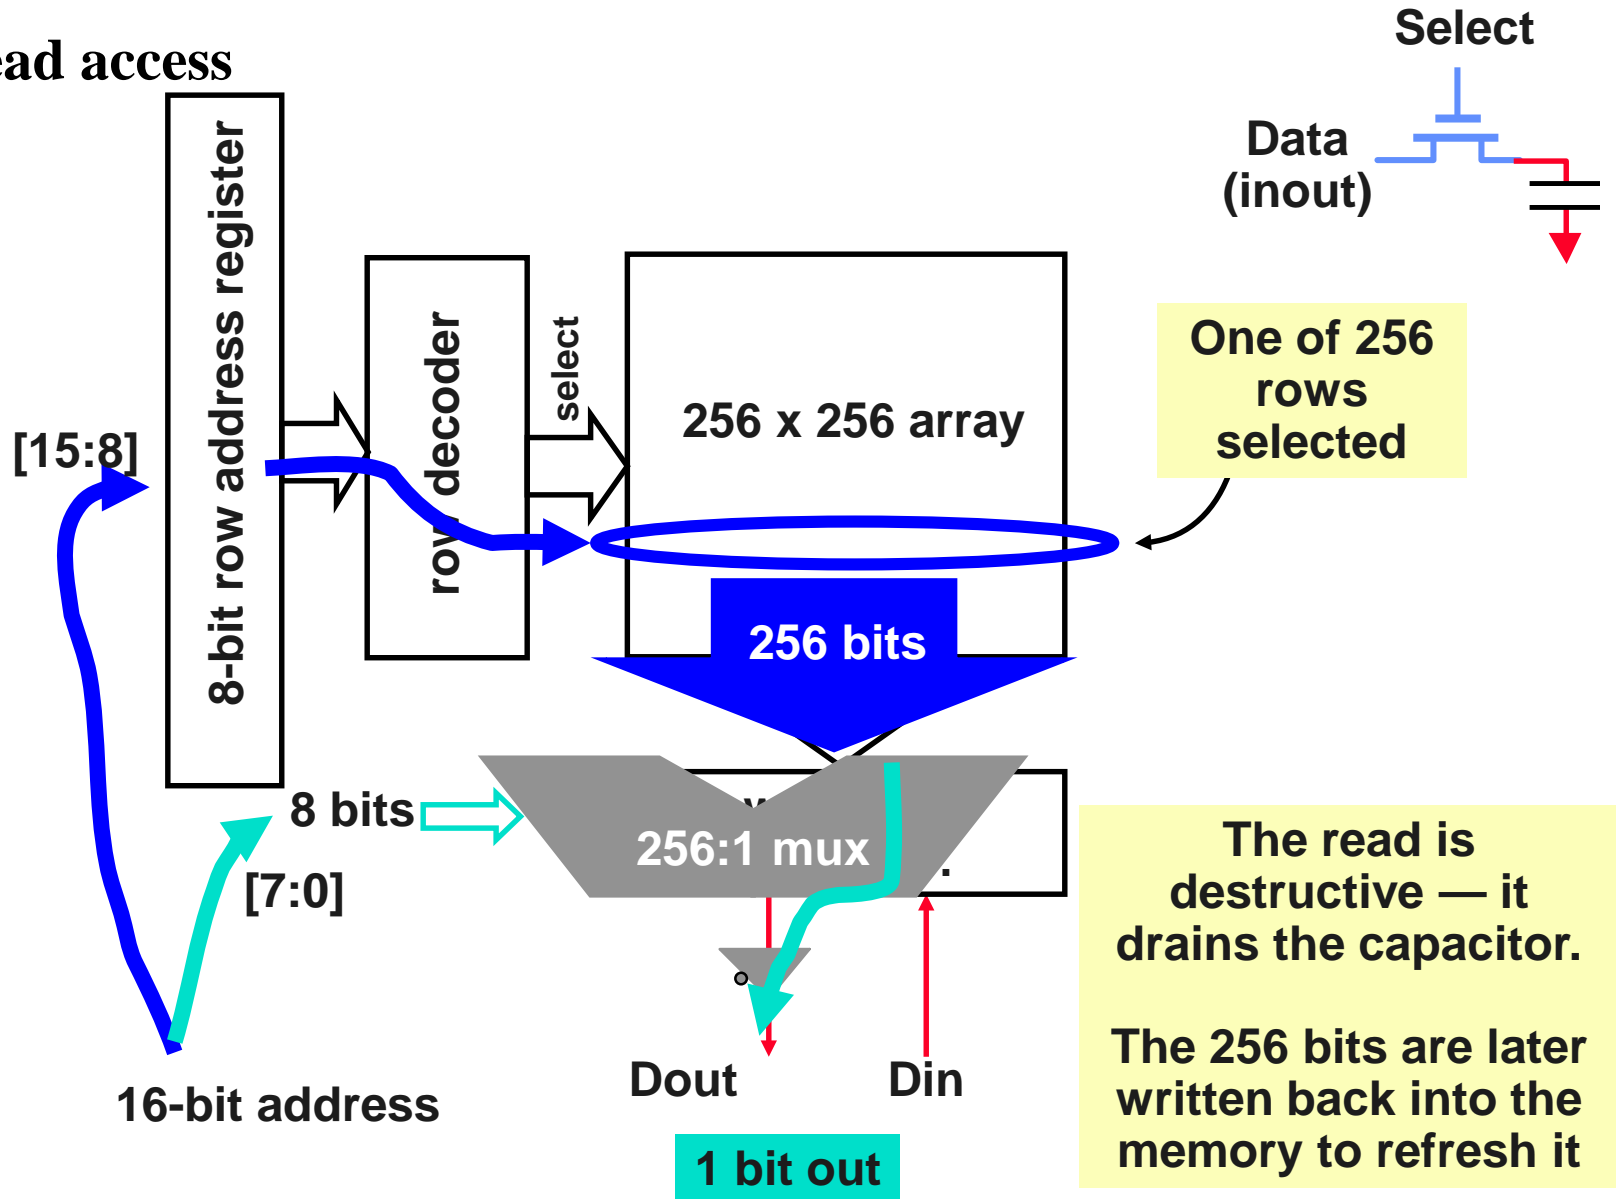 ead access
Select
Data
(inout)
8-bit row address register
row decoder
select
256 x 256 array
One of 256
rows
selected
[15:8]
256 bits
8 bits
256:1 mux
[7:0]
The read is
destructive — it
drains the capacitor.
The 256 bits are later
written back into the
memory to refresh it
Dout
Din
16-bit address
1 bit out